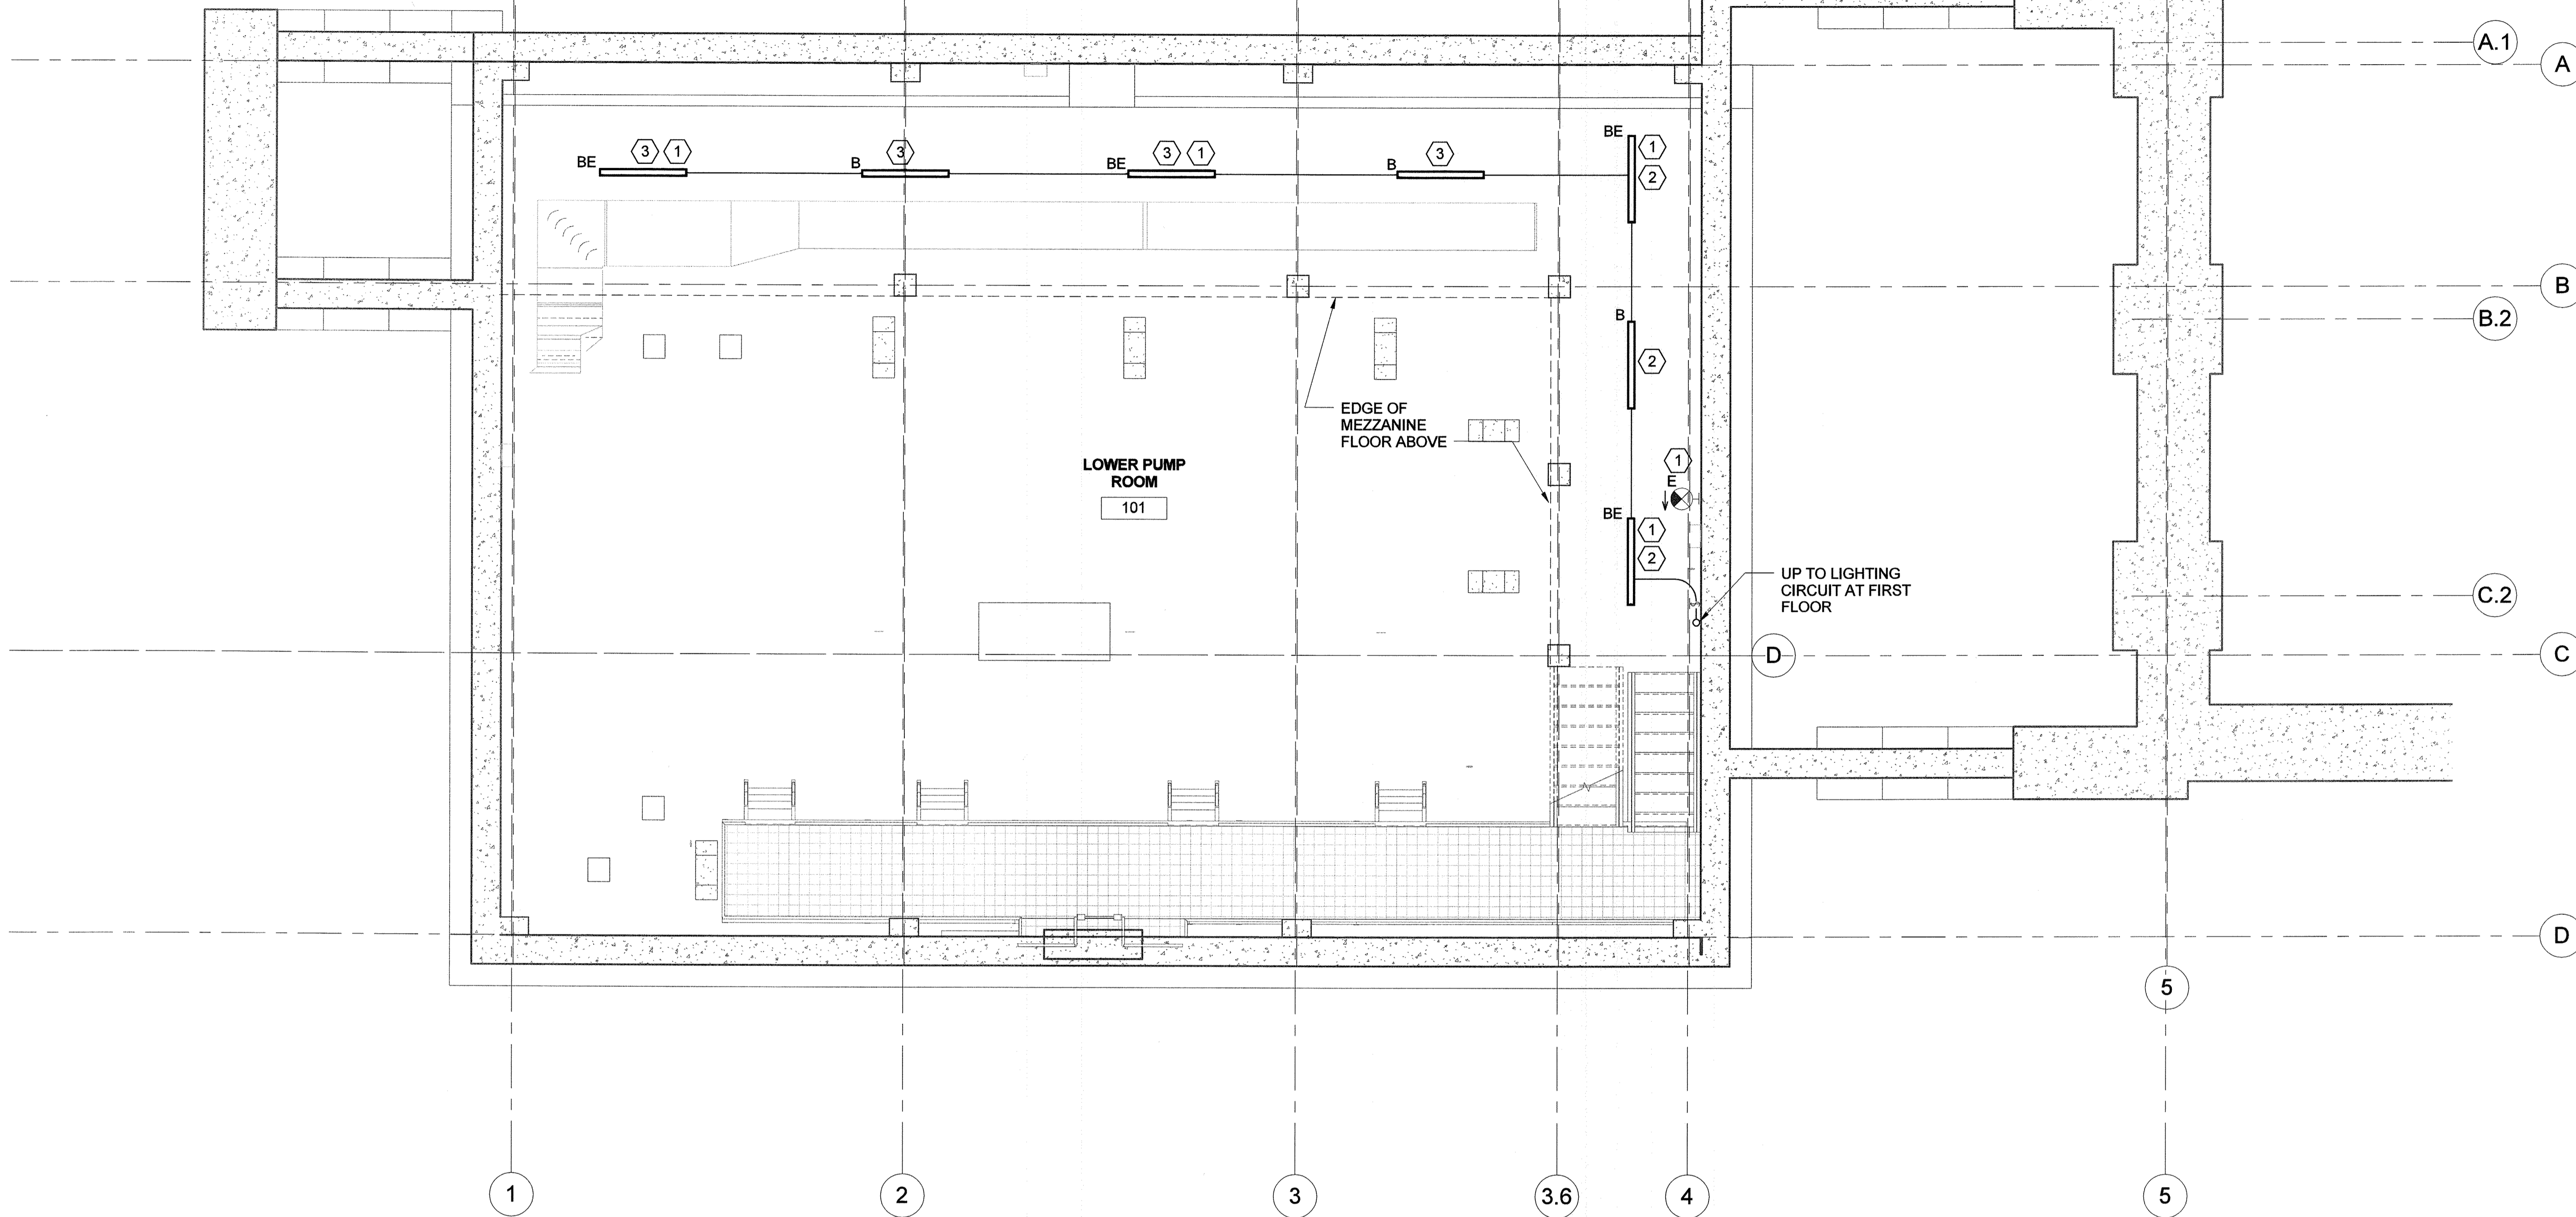 A.1
A
BE
3
1
B
3
BE
3
1
B
3
BE
1
2
B
B.2
B
2
EDGE OF
MEZZANINE
FLOOR ABOVE
LOWER PUMP
ROOM
101
1
E
BE
1
2
UP TO LIGHTING
CIRCUIT AT FIRST
FLOOR
C.2
D
C
D
5
1
2
3
3.6
4
5